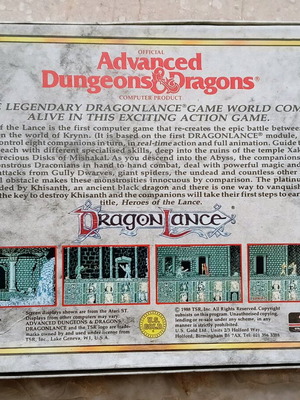 OFFICIAL
Advanced
Dungeons & Dragons®
COMPUTER PRODUCT
E LEGENDARY DRAGONLANCE GAME WORLD COM
ALIVE IN THIS EXCITING ACTION GAME.
of the Lance is the first computer game that re-creates the epic battle between
n the world of Krynn. It is based on the first DRAGONLANCE® module,
ontrol eight companions in turn, in real-time action and full animation. Guide t
each with different specialised skills, deep into the ruins of the temple Xak
recious Disks of Mishakal. As you descend into the Abyss, the companions
onstrous Draconians in hand to hand combat, deal with powerful magic and
attacks from Gully Dwarves, giant spiders, the undead and countless other
l obstacle makes these monstrosities innocuous by comparison. The platinu
ded by Khisanth, an ancient black dragon and there is one way to vanquish
the key to destroy Khisanth and the companions will take their first steps to ear
title, Heroes of the Lance.
DragonLance
Screen displays shown are from the Atari ST.
Displays from other computers may vary.
ADVANCED DUNGEONS & DRAGONS
DRAGONLANCE and the TSR logo are trade-
marks owned by and used under license from
TSR, Inc., Lake Geneva, W.I. U.S.A.
U.S.
GOLD
© 1988 TSR, Inc. All Rights Reserved. Copyright
subsists on this program. Unauthorised copying,
lending or resale under any scheme, in any
manner is strictly prohibited.
U.S. Gold Ltd., Units 2/3 Holford Way,
Holford, Birmingham B6 7AX. Tel: 021 356 3388.